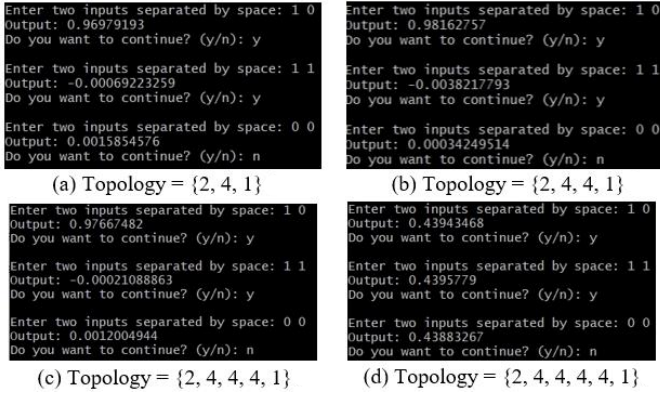 Enter two inputs separated by space: 1 0
Output: 0.96979193
Do you want to continue? (y/n): y
Enter two inputs separated by space: 1 1
Output: -0.00069223259
Do you want to continue? (y/n): y
Enter two inputs separated by space: 0 0
Output: 0.0015854576
Do you want to continue? (y/n): n
(a) Topology = {2, 4, 1}
Enter two inputs separated by space: 1 0
Output: 0.98162757
Do you want to continue? (y/n): y
Enter two inputs separated by space: 1 1
Output: -0.0038217793
Do you want to continue? (y/n): y
Enter two inputs separated by space: 0 0
Output: 0.00034249514
Do you want to continue? (y/n): n
(b) Topology = {2, 4, 4, 1}
Enter two inputs separated by space: 1 0
Output: 0.97667482
Do you want to continue? (y/n): y
Enter two inputs separated by space: 1 1
Output: -0.00021088863
Do you want to continue? (y/n): y
Enter two inputs separated by space: 0 0
Output: 0.0012004944
Do you want to continue? (y/n): n
(c) Topology = {2, 4, 4, 4, 1}
Enter two inputs separated by space: 1 0
Output: 0.43943468
Do you want to continue? (y/n): y
Enter two inputs separated by space: 1 1
Output: 0.4395779
Do you want to continue? (y/n): y
Enter two inputs separated by space: 0 0
Output: 0.43883267
Do you want to continue? (y/n): n
(d) Topology = {2, 4, 4, 4, 4, 1}